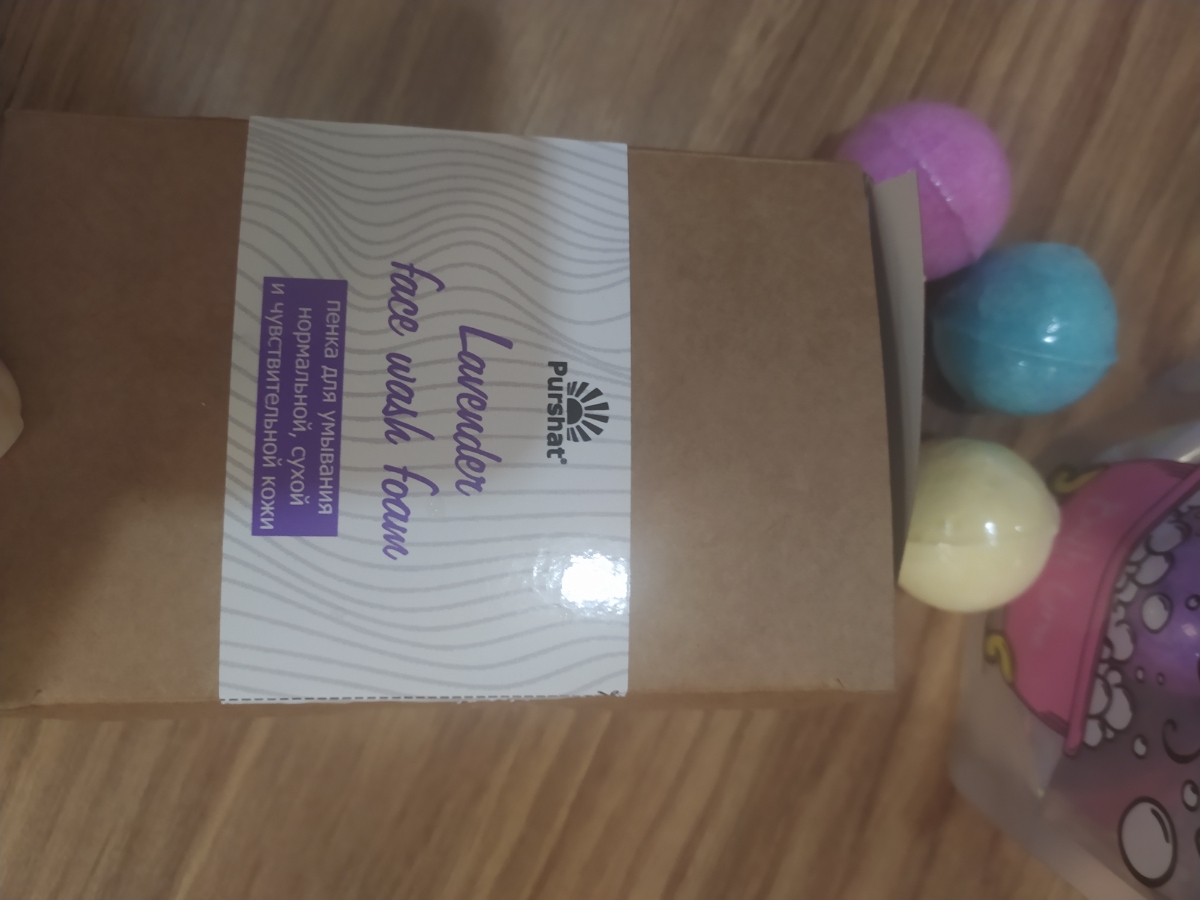 Purshat®
Lavender
face wash foam
пенка для умывания
нормальной, сухой
и чувствительной кожи